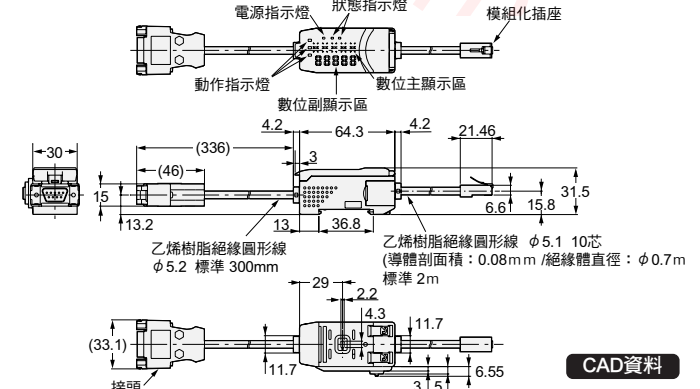 電源指示燈
狀態指示燈
模組化插座
動作指示燈
數位主顯示區
數位副顯示區
4.2
64.3
4.2
21.46
30
(336)
(46)
3
15
13.2
13
36.8
6.6
15.8
31.5
乙烯樹脂絕緣圓形線
φ5.2 標準 300mm
乙烯樹脂絕緣圓形線 φ5.1 10芯
(導體剖面積：0.08mm /絕緣體直徑：φ0.7m
標準 2m
29
2.2
4.3
11.7
(33.1)
11.7
6.55
3
5
接頭
CAD資料